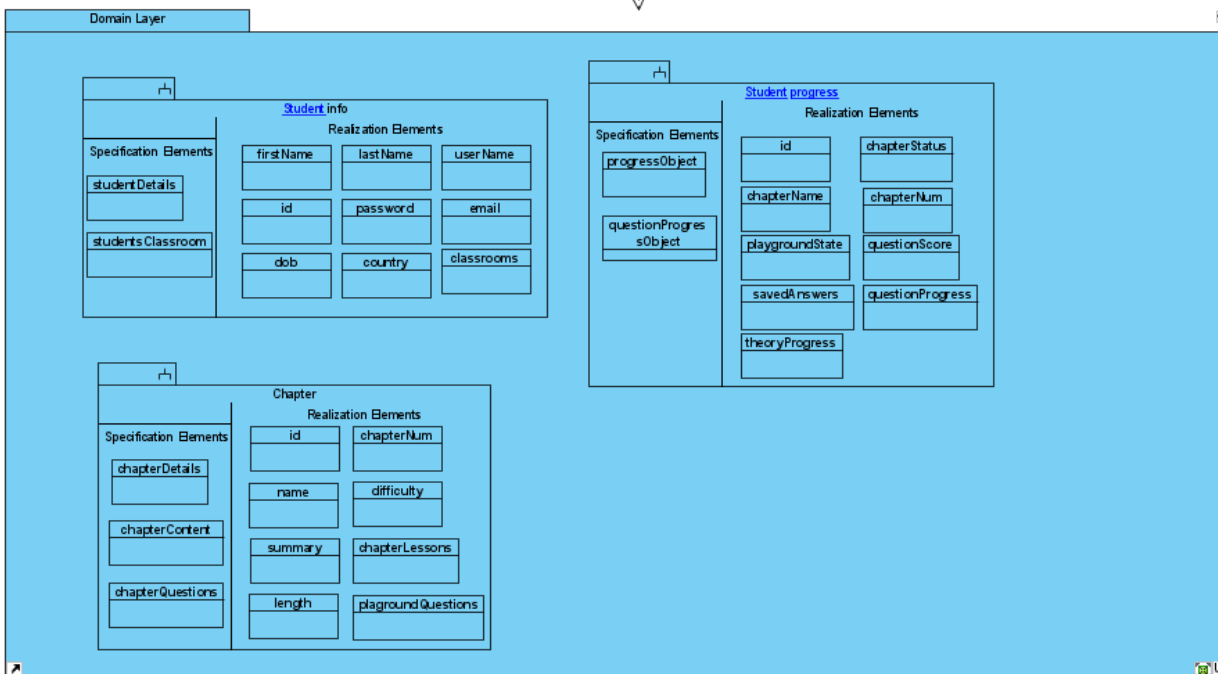 Domain Layer
Student info
Realization Elements
Specification Elements
firstName
lastName
userName
studentDetails
id
password
email
studentsClassroom
dob
country
classrooms
Student progress
Realization Elements
Specification Elements
id
chapterStatus
progressObject
chapterName
chapterNum
questionProgres
sObject
playgroundState
questionScore
savedAnswers
questionProgress
theoryProgress
Chapter
Realization Elements
Specification Elements
id
chapterNum
chapterDetails
name
difficulty
chapterContent
summary
chapterLessons
chapterQuestions
length
plagroundQuestions